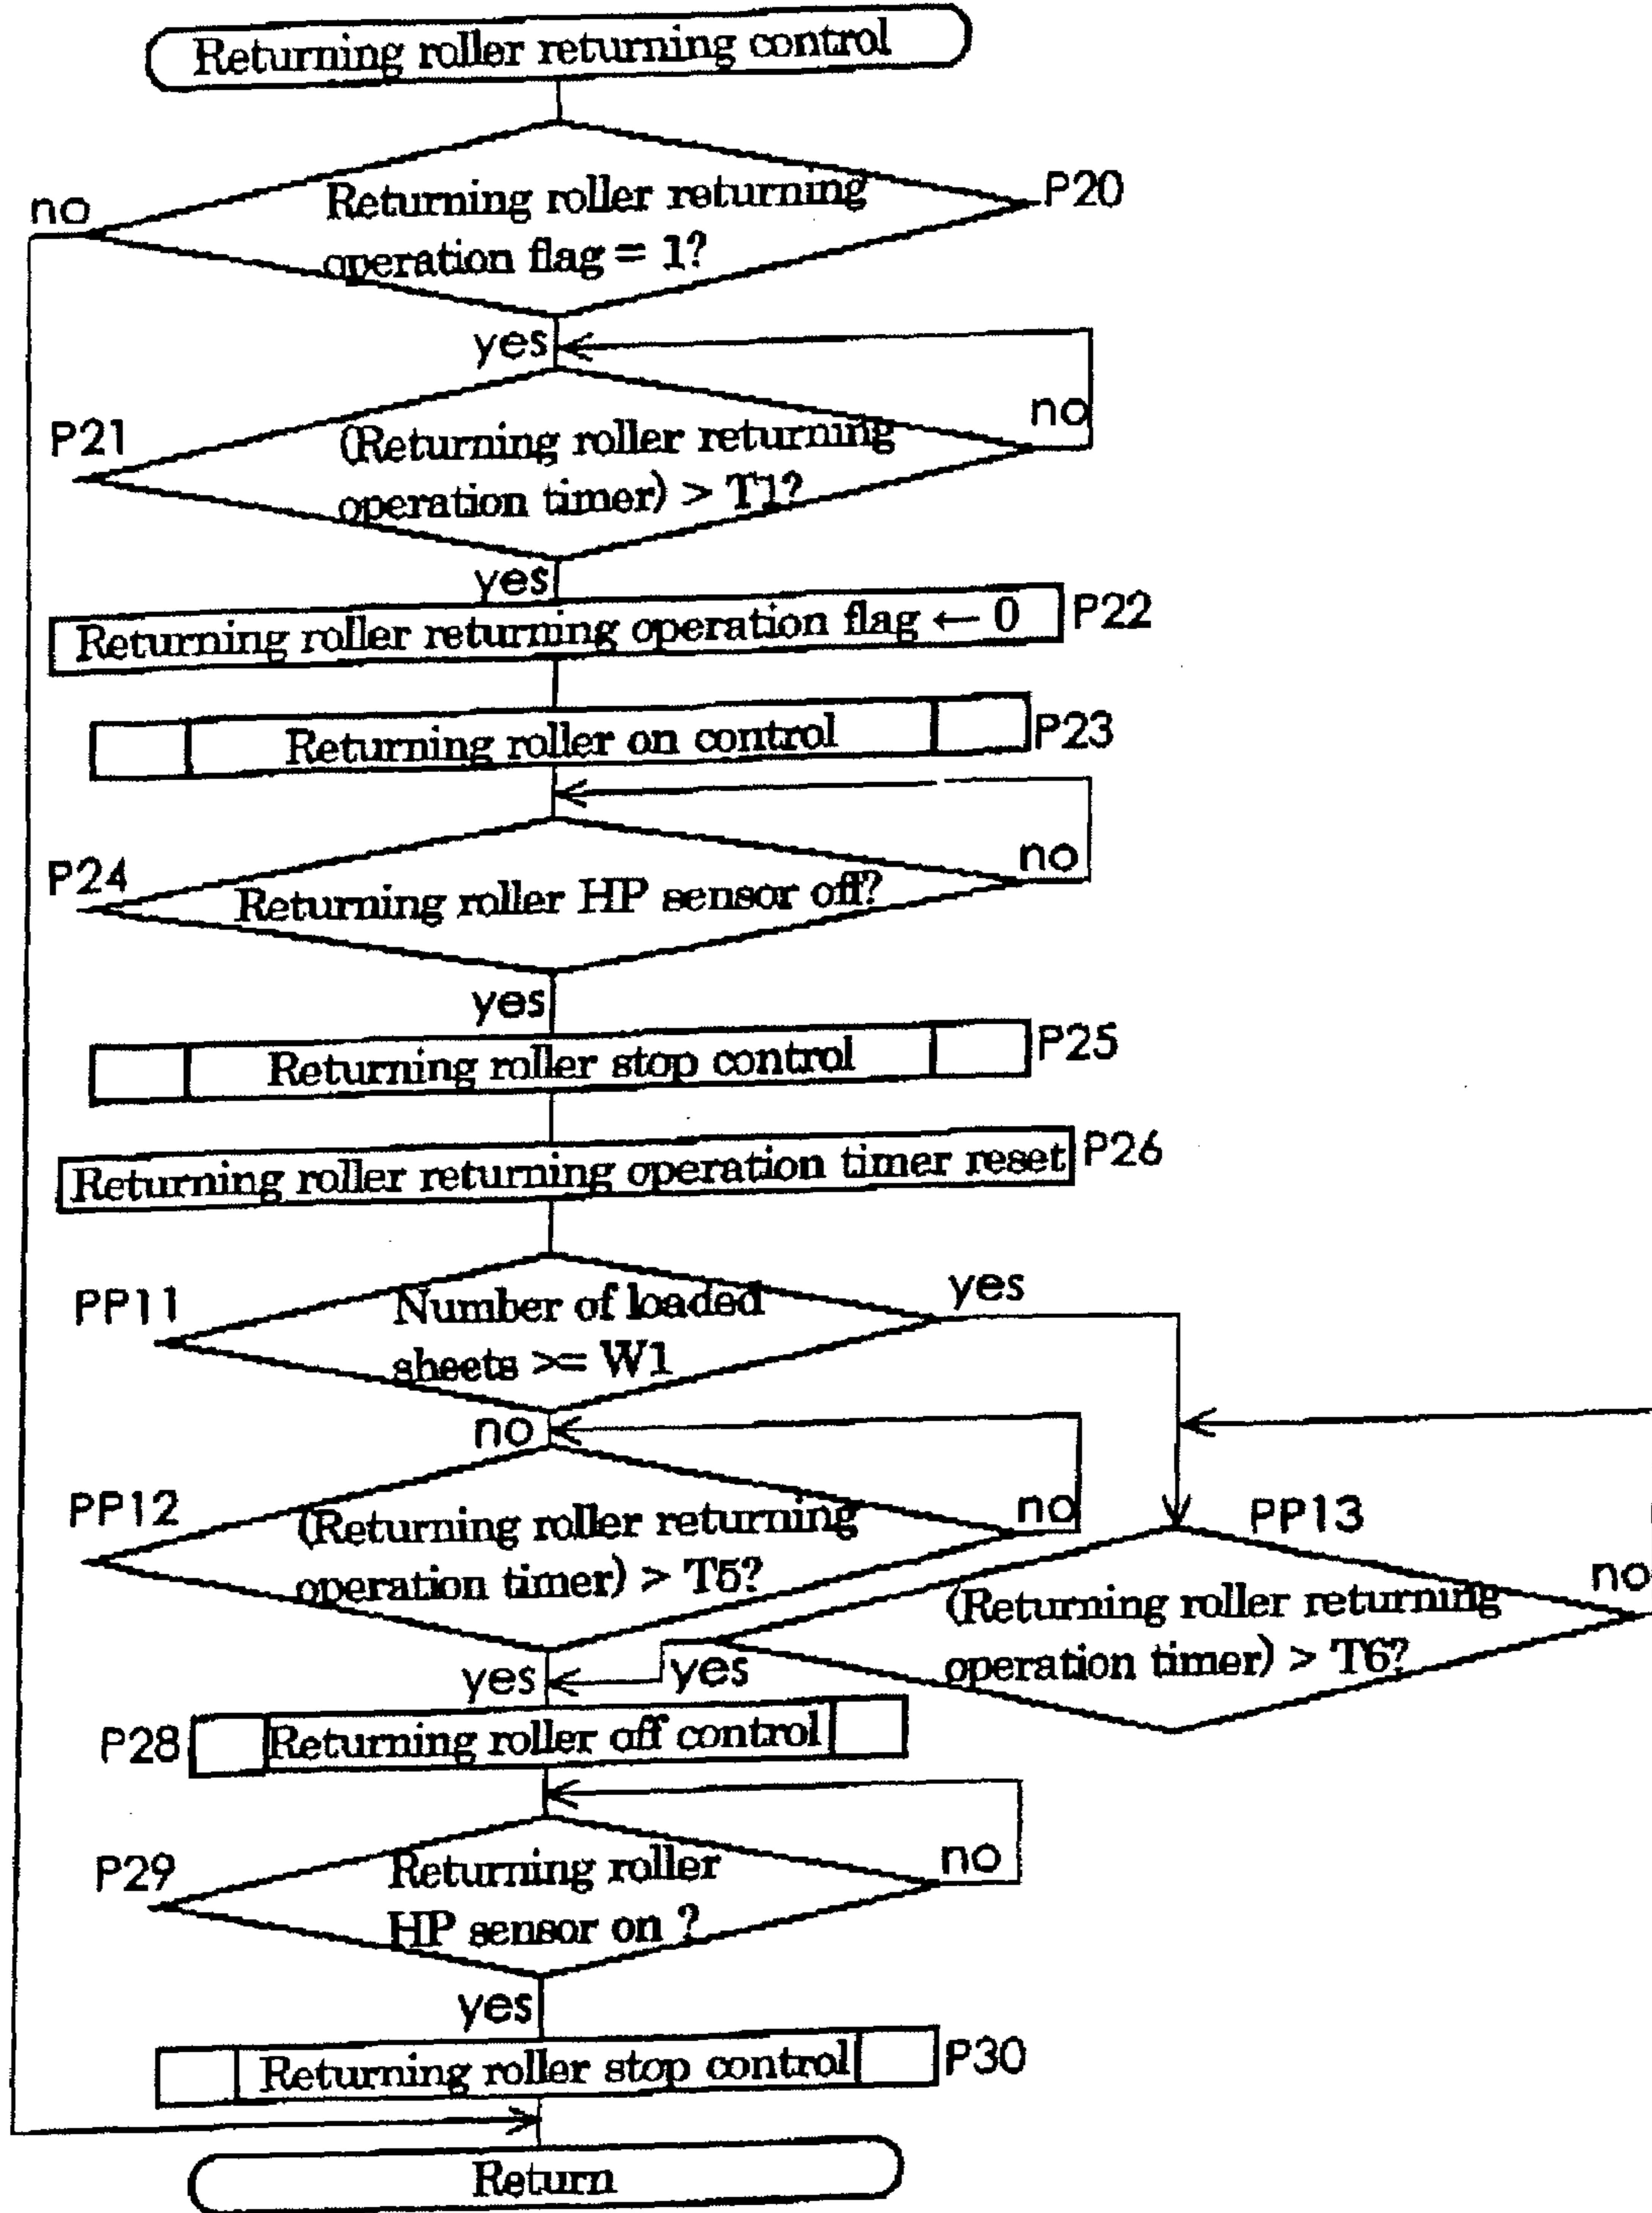 Returning roller returning control
no
Returning roller returning
operation flag = 1?
P20
yes
P21
(Returning roller returning
operation timer) > T1?
no
yes
Returning roller returning operation flag ← 0
P22
Returning roller on control
P23
P24
Returning roller HP sensor off?
no
yes
Returning roller stop control
P25
Returning roller returning operation timer reset
P26
PP11
Number of loaded
sheets >= W1
yes
no
PP12
(Returning roller returning
operation timer) > T5?
no
PP13
(Returning roller returning
operation timer) > T6?
no
yes
yes
P28
Returning roller off control
P29
Returning roller
HP sensor on ?
no
yes
Returning roller stop control
P30
Return